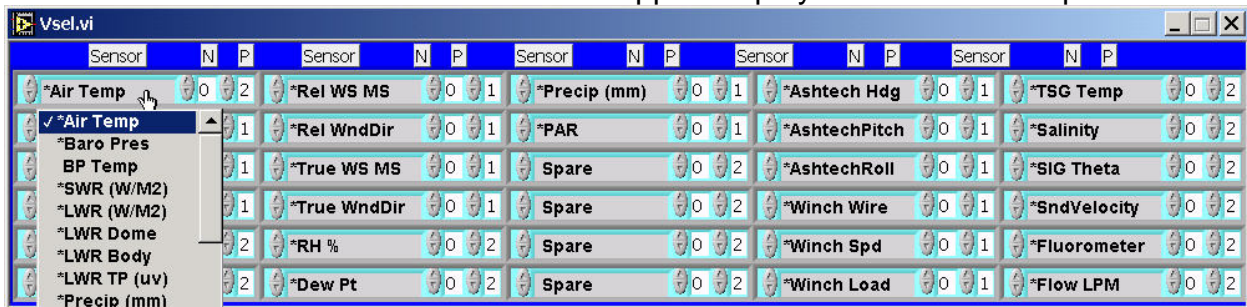 Vsel.vi
Sensor N P Sensor N P Sensor N P Sensor N P Sensor N P
*Air Temp 0 2 *Rel WS MS 0 1 *Precip (mm) 0 1 *Ashtech Hdg 0 1 *TSG Temp 0 2
✓*Air Temp 1 *Rel WndDir 0 1 *PAR 0 1 *AshtechPitch 0 1 *Salinity 0 2
*Baro Pres
BP Temp 1 *True WS MS 0 1 Spare 0 2 *AshtechRoll 0 1 *SIG Theta 0 2
*SWR (W/M2)
*LWR (W/M2) 1 *True WndDir 0 1 Spare 0 2 *Winch Wire 0 1 *SndVelocity 0 2
*LWR Dome
*LWR Body 2 *RH % 0 2 Spare 0 2 *Winch Spd 0 1 *Fluorometer 0 2
*LWR TP (uv) 2 *Dew Pt 0 2 Spare 0 2 *Winch Load 0 1 *Flow LPM 0 2
*Precip (mm)